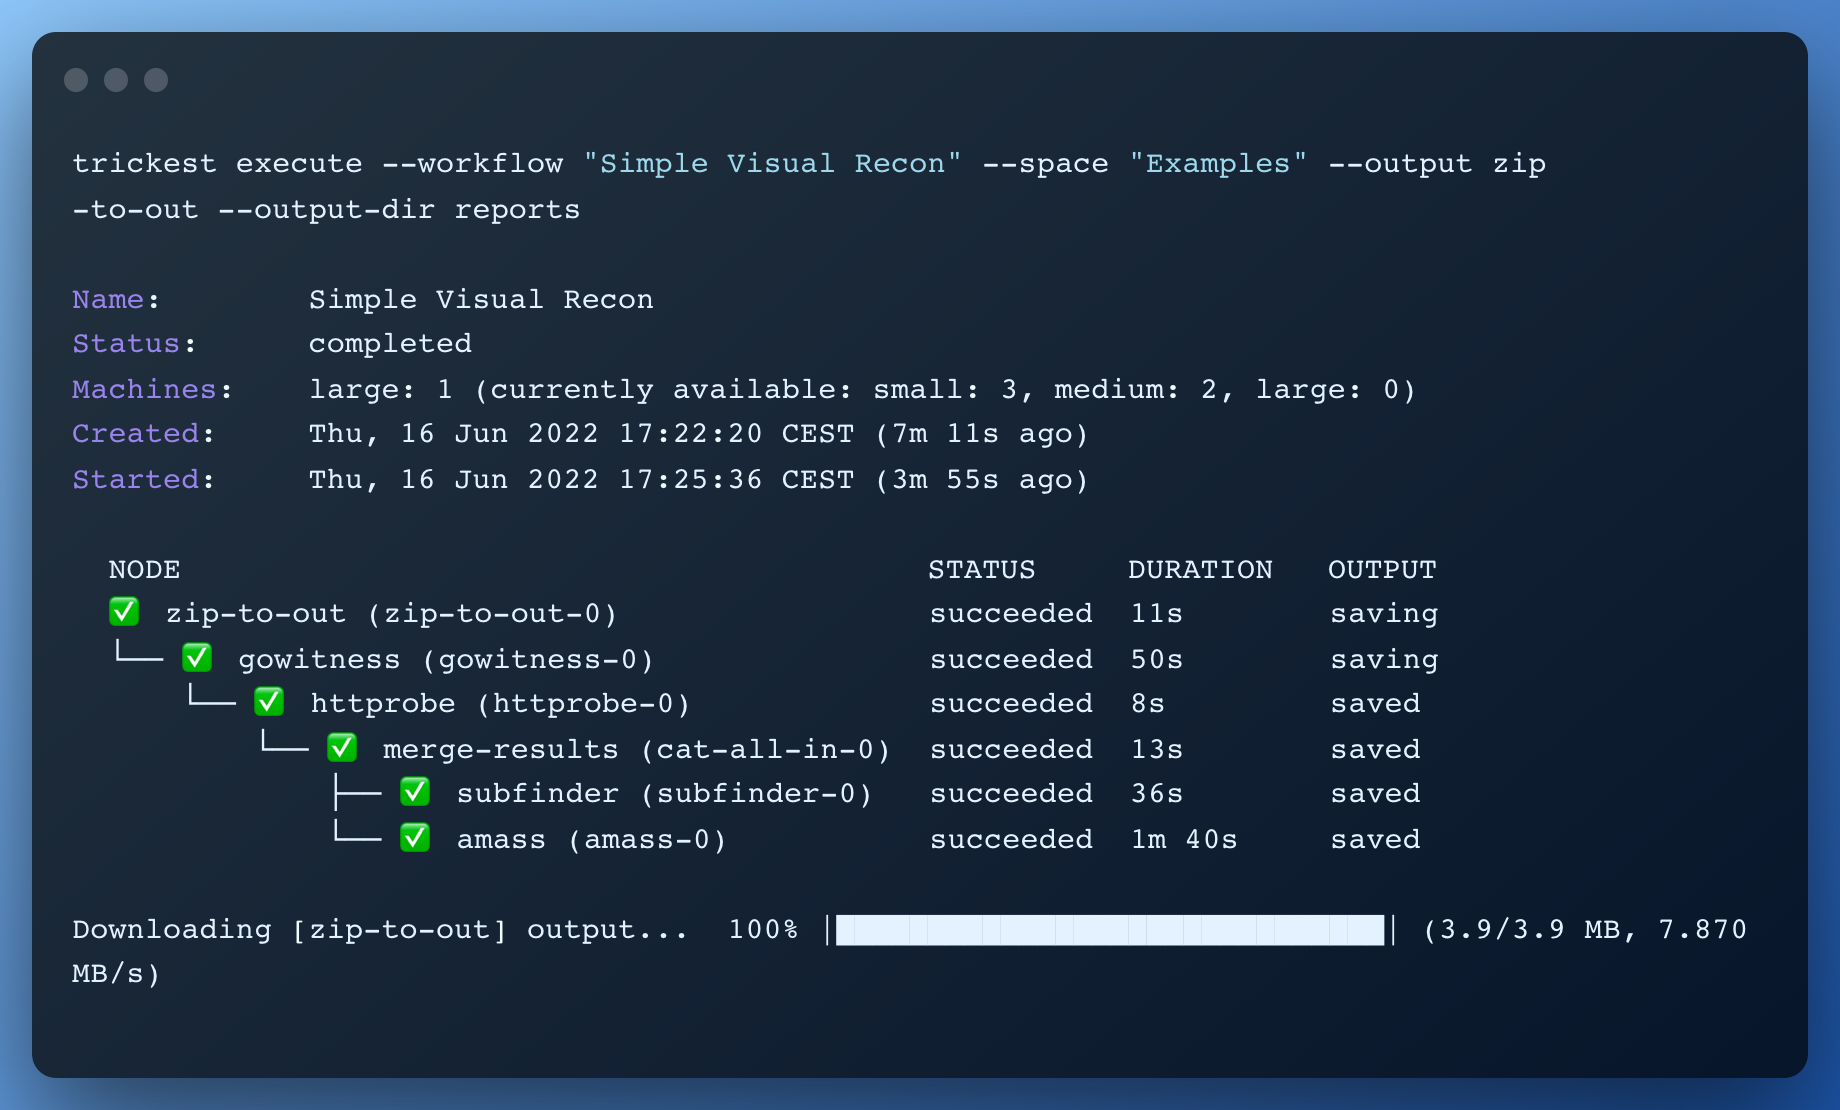 trickest execute --workflow "Simple Visual Recon" --space "Examples" --output zip
-to-out --output-dir reports
Name: Simple Visual Recon
Status: completed
Machines: large: 1 (currently available: small: 3, medium: 2, large: 0)
Created: Thu, 16 Jun 2022 17:22:20 CEST (7m 11s ago)
Started: Thu, 16 Jun 2022 17:25:36 CEST (3m 55s ago)
NODE STATUS DURATION OUTPUT
✅ zip-to-out (zip-to-out-0) succeeded 11s saving
└── ✅ gowitness (gowitness-0) succeeded 50s saving
└── ✅ httprobe (httprobe-0) succeeded 8s saved
└── ✅ merge-results (cat-all-in-0) succeeded 13s saved
├── ✅ subfinder (subfinder-0) succeeded 36s saved
└── ✅ amass (amass-0) succeeded 1m 40s saved
Downloading [zip-to-out] output... 100% |██████████████████████████████| (3.9/3.9 MB, 7.870
MB/s)